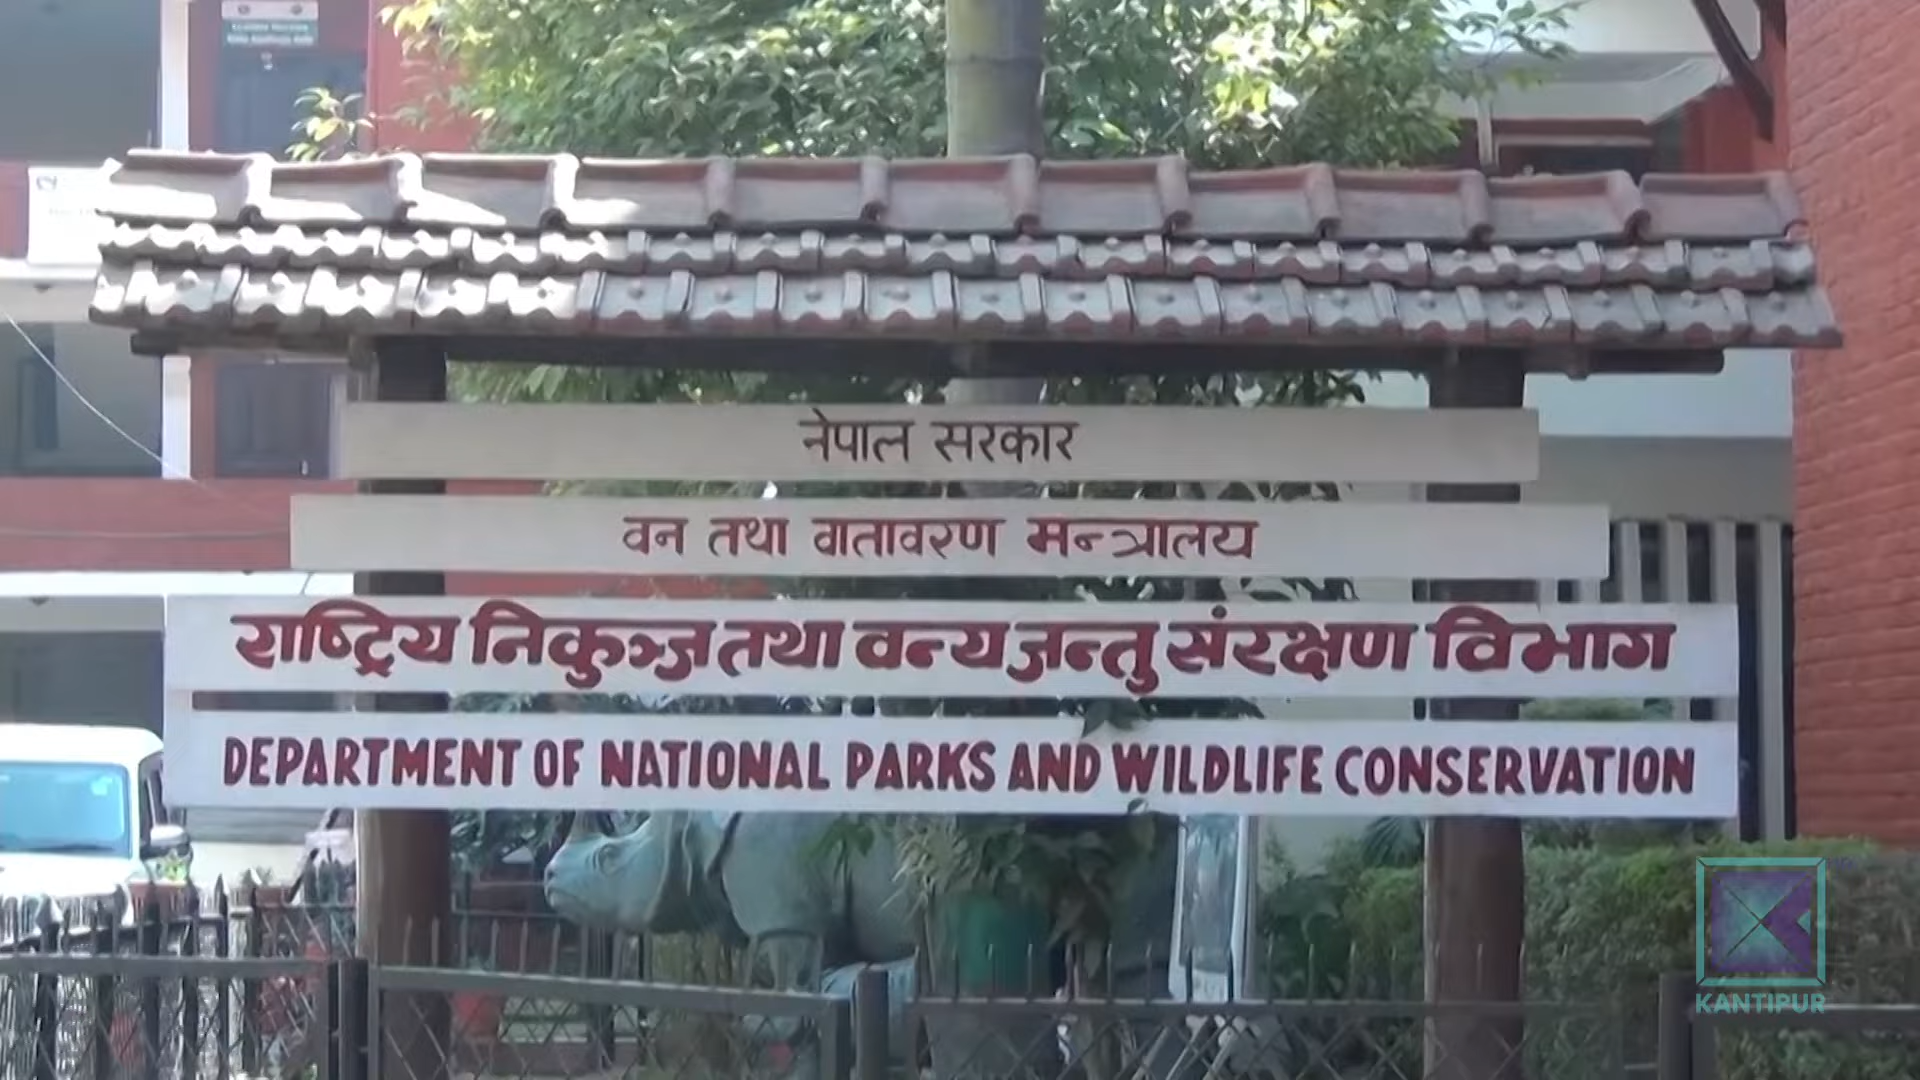 नेपाल सरकार
वन तथा वातावरण मन्त्रालय
राष्ट्रिय निकुञ्ज तथा वन्यजन्तु संरक्षण विभाग
DEPARTMENT OF NATIONAL PARKS AND WILDLIFE CONSERVATION
KANTIPUR